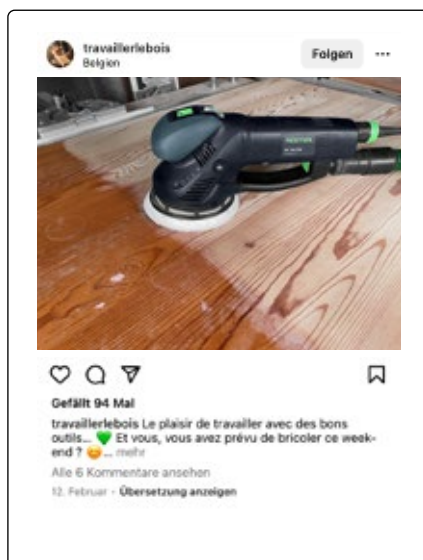 travaillerlebois
Belgien
Folgen
FESTOOL
Gefällt 94 Mal
travaillerlebois Le plaisir de travailler avec des bons
outils... 💚 Et vous, vous avez prévu de bricoler ce week-
end ? 😊... mehr
Alle 6 Kommentare ansehen
12. Februar • Übersetzung anzeigen